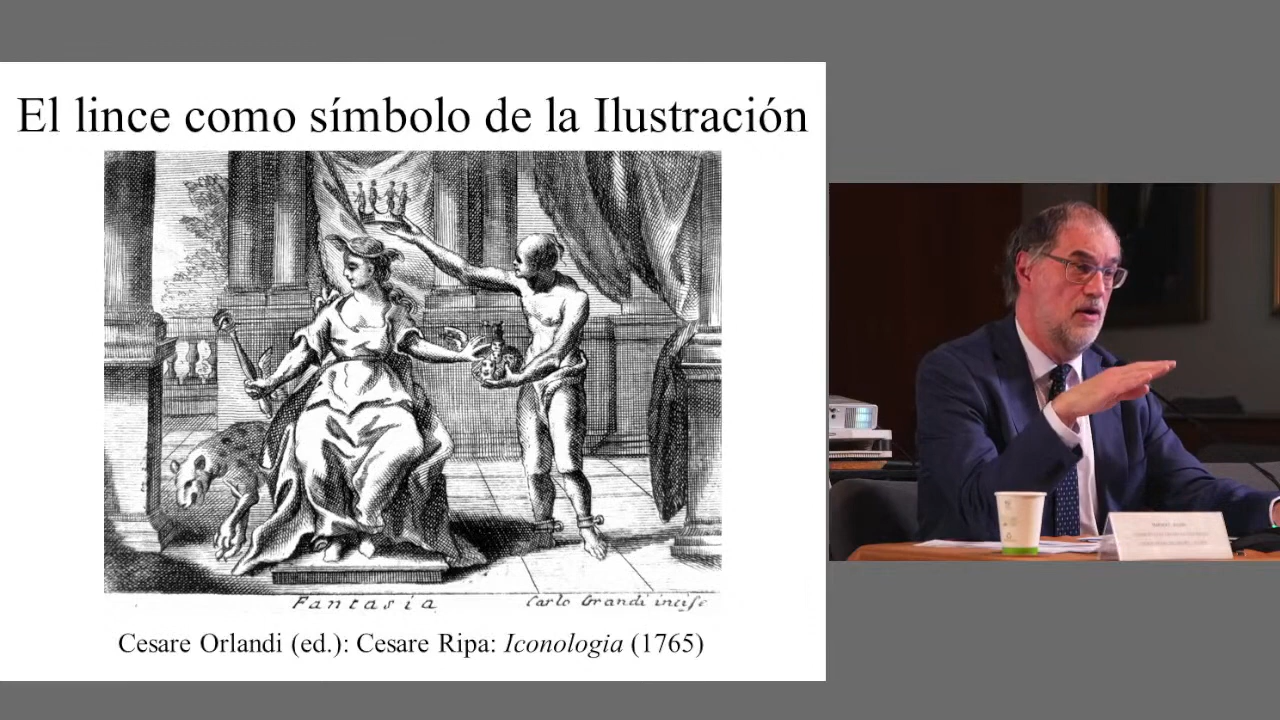 El lince como símbolo de la Ilustración
Fantasia
Carlo Grandi incise
Cesare Orlandi (ed.): Cesare Ripa: Iconologia (1765)